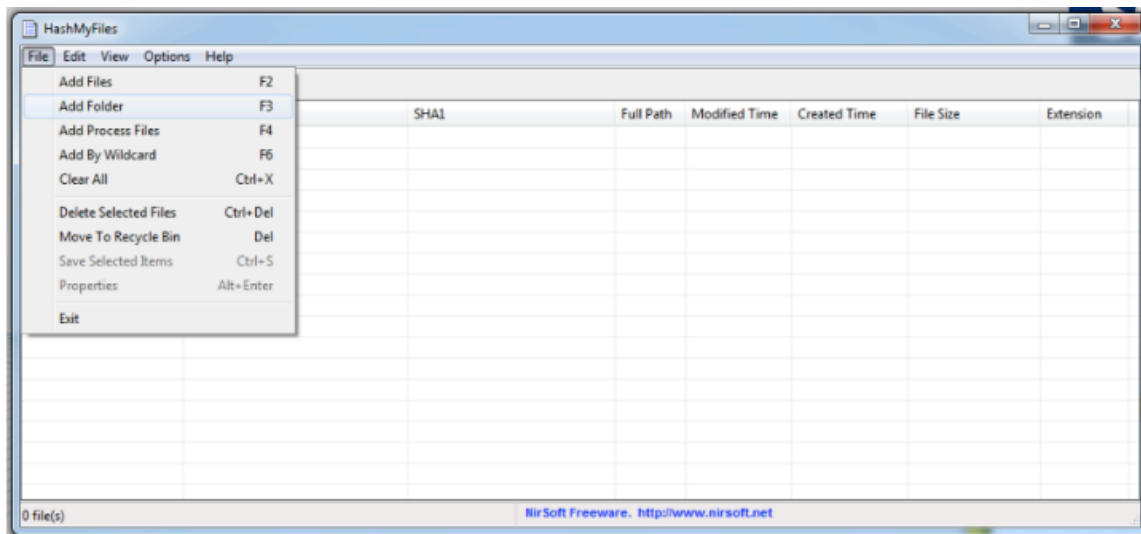 HashMyFiles
File Edit View Options Help
Add Files F2
Add Folder F3
Add Process Files F4
Add By Wildcard F6
Clear All Ctrl+X
Delete Selected Files Ctrl+Del
Move To Recycle Bin Del
Save Selected Items Ctrl+S
Properties Alt+Enter
Exit
SHA1 Full Path Modified Time Created Time File Size Extension
0 file(s) NirSoft Freeware. http://www.nirsoft.net